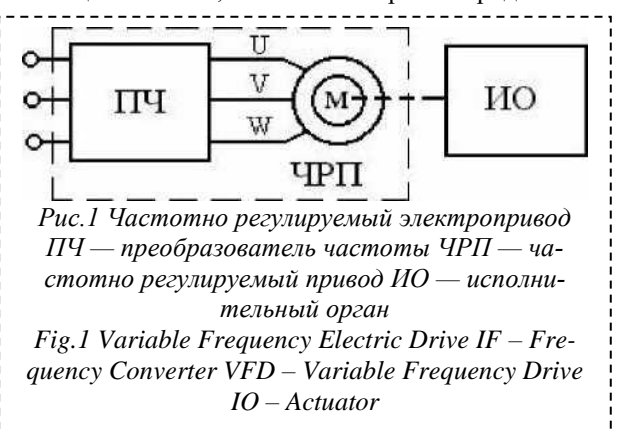 U
V
ПЧ
М
ИО
W
ЧРП
Рис.1 Частотно регулируемый электропривод
ПЧ — преобразователь частоты ЧРП — ча-
стотно регулируемый привод ИО — исполни-
тельный орган
Fig.1 Variable Frequency Electric Drive IF – Fre-
quency Converter VFD – Variable Frequency Drive
IO – Actuator